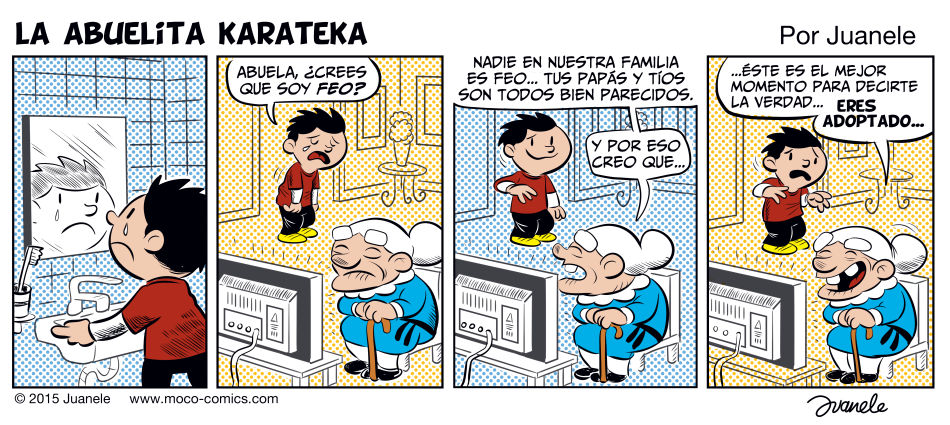 LA ABUELiTA KARATEKA
Por Juanele
ABUELA, ¿CREES
QUE SOY FEO?
NADIE EN NUESTRA FAMILIA
ES FEO... TUS PAPÁS Y TÍOS
SON TODOS BIEN PARECIDOS.
Y POR ESO
CREO QUE...
...ÉSTE ES EL MEJOR
MOMENTO PARA DECIRTE
LA VERDAD...
ERES
ADOPTADO...
© 2015 Juanele www.moco-comics.com
Juanele